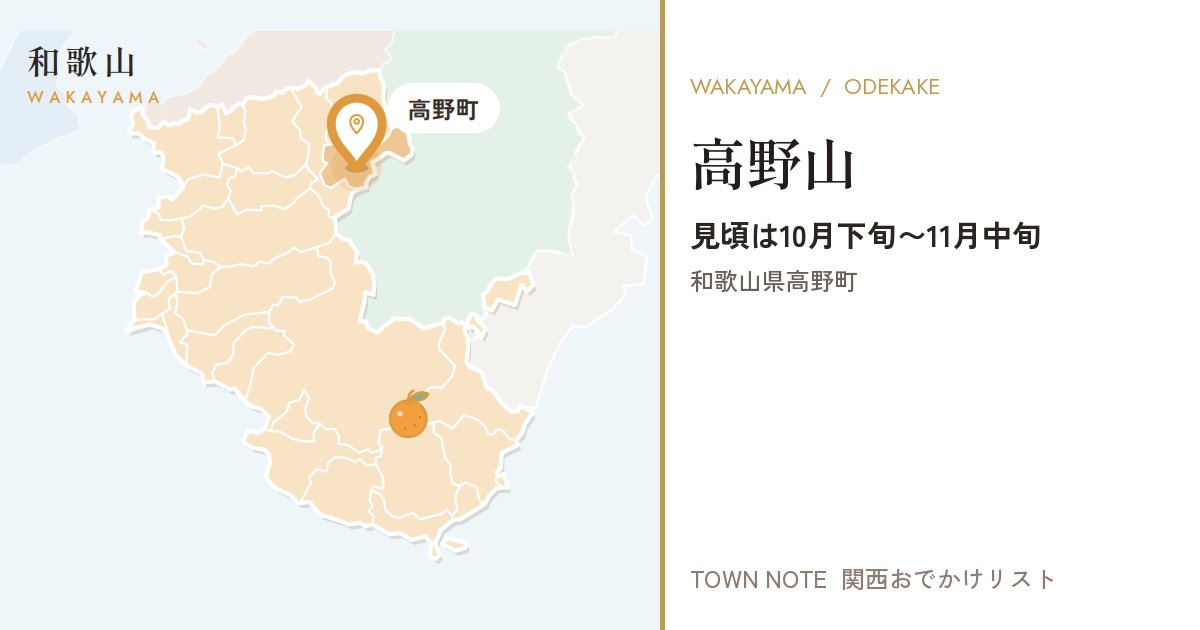 和歌山
WAKAYAMA
高野町
WAKAYAMA / ODEKAKE
高野山
見頃は10月下旬〜11月中旬
和歌山県高野町
TOWN NOTE 関西おでかけリスト